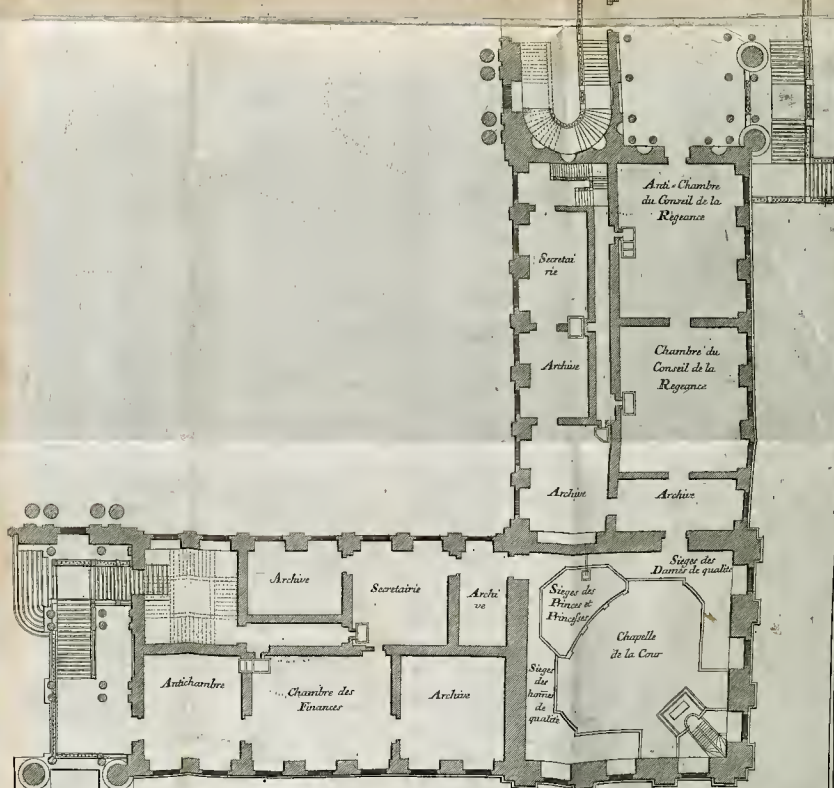 Anti-Chambre
du Conseil de la
Régeance
Secretai
rie
Chambre du
Conseil de la
Regeance
Archive
Archive
Archive
Sieges des
Dames de qualité
Archive
Secretairie
Archi
ve
Sieges des
Princes et
Princesses
Chapelle
de la Cour
Sieges
des
homes
de
qualité
Antichambre
Chambre des
Finances
Archive